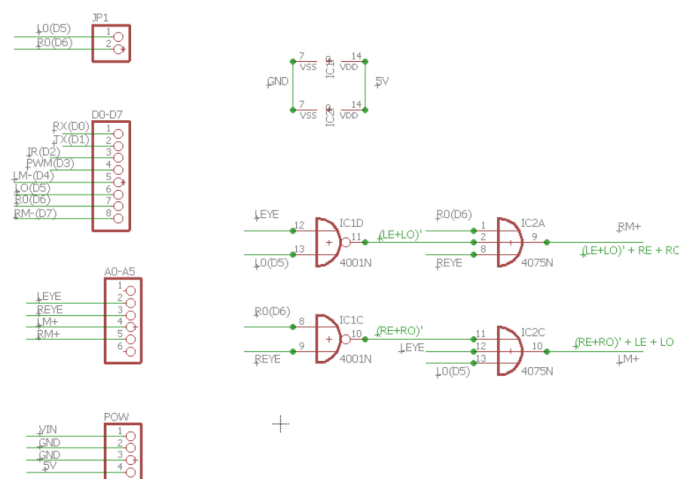 JP1
L0(D5) 1
R0(D6) 2
7 VSS IC1P 14 VDD
GND 5V
7 VSS 14 VDD
D0-D7
RX(D0) 1
TX(D1) 2
IR(D2) 3
PWM(D3) 4
LM-(D4) 5
LO(D5) 6
R0(D6) 7
RM-(D7) 8
LEYE 12 IC1D
11 (LE+LO)'
L0(D5) 13 4001N
R0(D6) 1 IC2A
2 9 RM+
REYE 8 4075N
(LE+LO)' + RE + RO
A0-A5
1
LEYE 2
REYE 3
LM+ 4
RM+ 5
6
R0(D6) 8 IC1C
10 (RE+RO)'
REYE 9 4001N
11 IC2C
LEYE 12 10 (RE+RO)' + LE + LO
L0(D5) 13 4075N
LM+
POW
VIN 1
GND 2
GND 3
5V 4